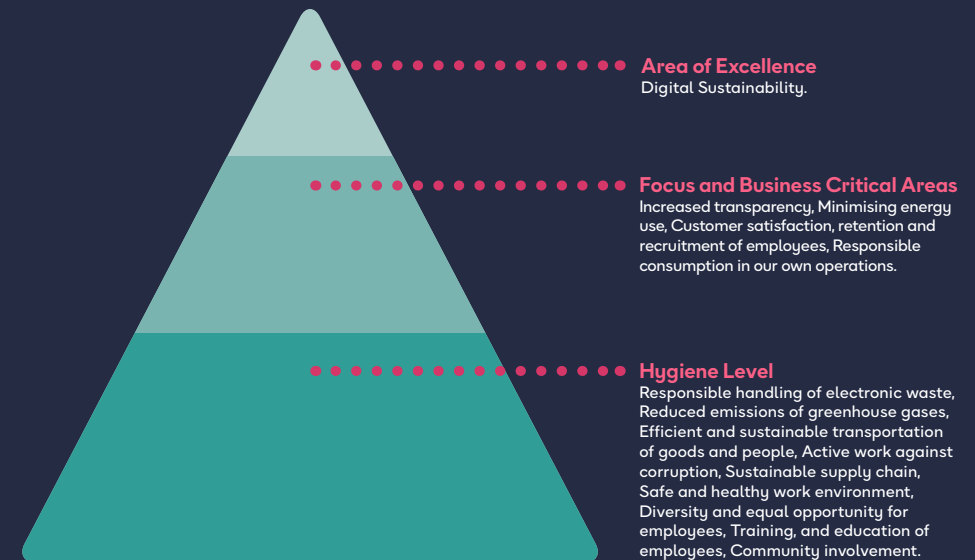 Area of Excellence
Digital Sustainability.
Focus and Business Critical Areas
Increased transparency, Minimising energy
use, Customer satisfaction, retention and
recruitment of employees, Responsible
consumption in our own operations.
Hygiene Level
Responsible handling of electronic waste,
Reduced emissions of greenhouse gases,
Efficient and sustainable transportation
of goods and people, Active work against
corruption, Sustainable supply chain,
Safe and healthy work environment,
Diversity and equal opportunity for
employees, Training, and education of
employees, Community involvement.